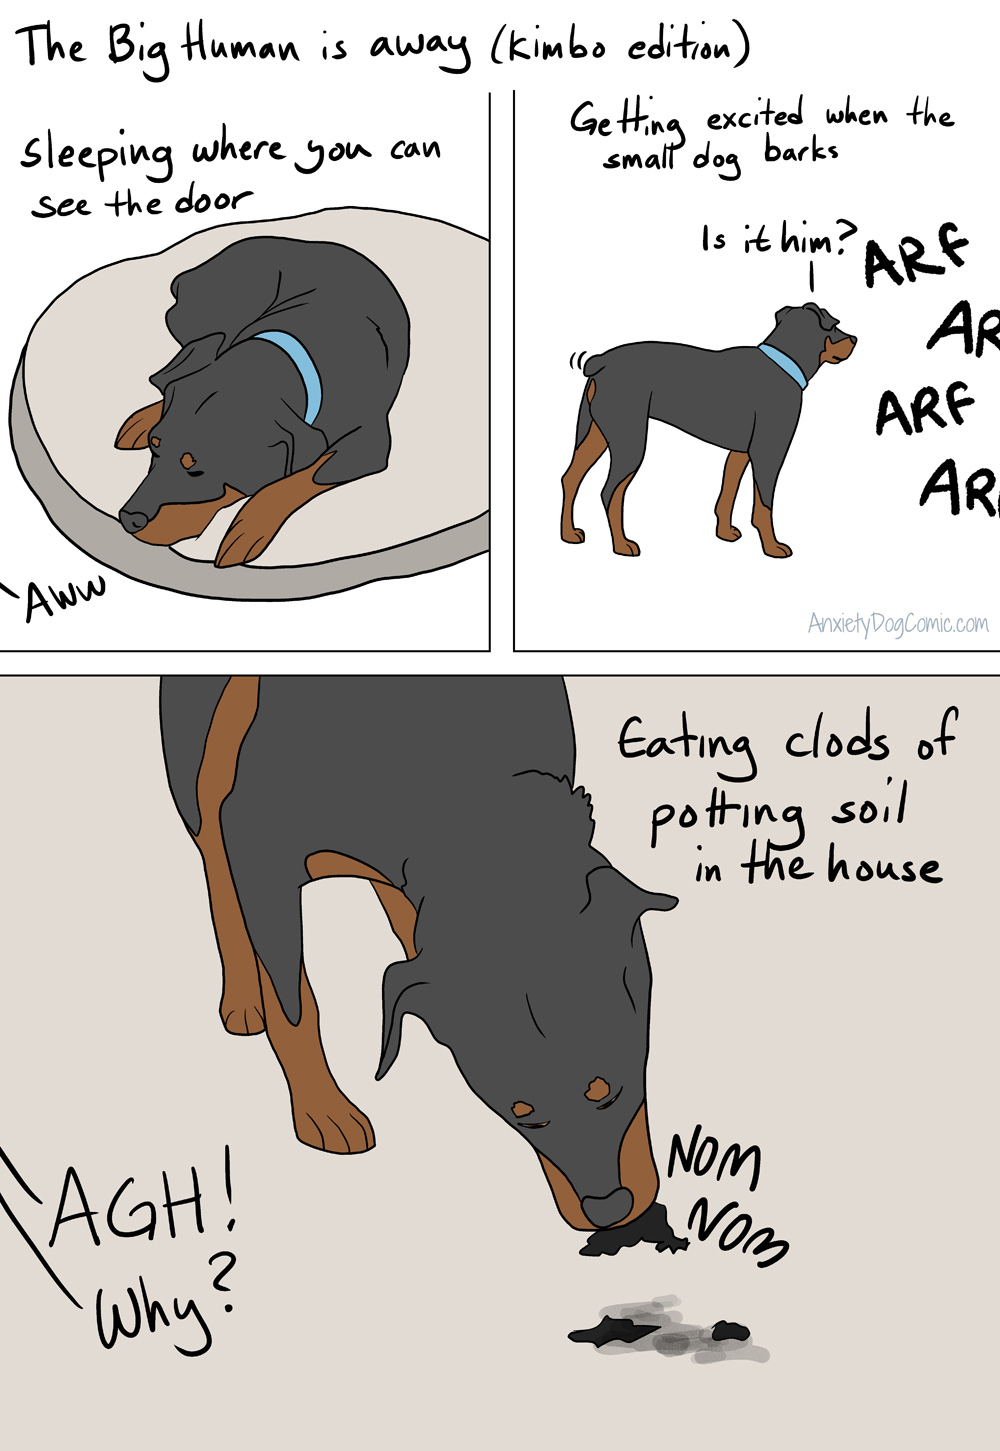 The Big Human is away (Kimbo edition)
Sleeping where you can
see the door
AWW
Getting excited when the
small dog barks
Is it him?
ARF
AR
ARF
ARF
AnxietyDogComic.com
Eating clods of
potting soil
in the house
NOM
NOM
AGH!
Why?